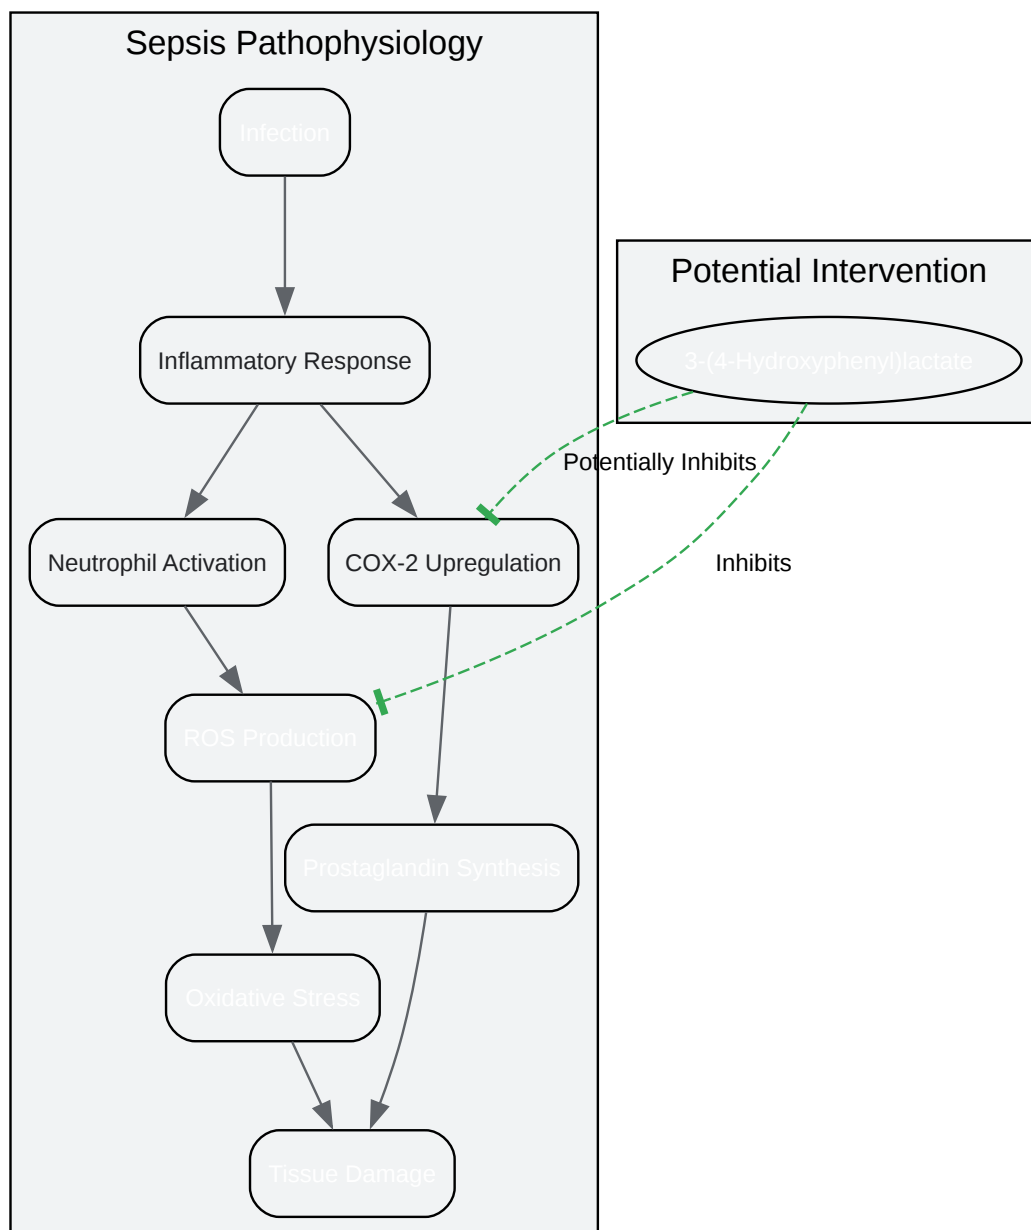 Sepsis Pathophysiology
Infection
Potential Intervention
3-(4-Hydroxyphenyl)lactate
Inflammatory Response
Potentially Inhibits
Neutrophil Activation
COX-2 Upregulation
Inhibits
ROS Production
Prostaglandin Synthesis
Oxidative Stress
Tissue Damage